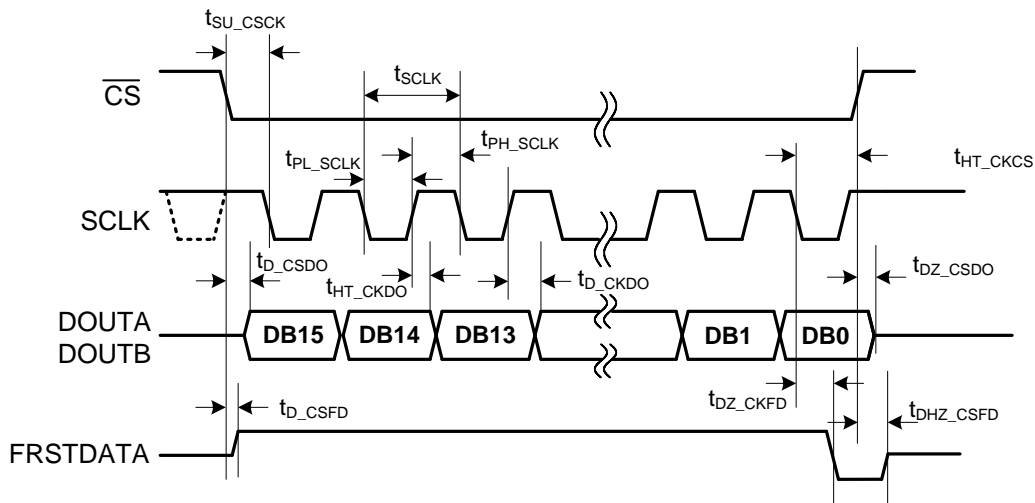 tSU_CSCK
CS
tSCLK
tPH_SCLK
tPL_SCLK
tHT_CKCS
SCLK
tD_CSDO
tHT_CKDO
tD_CKDO
tDZ_CSDO
DOUTA
DOUTB
DB15
DB14
DB13
DB1
DB0
tDZ_CKFD
tD_CSFD
tDHZ_CSFD
FRSTDATA